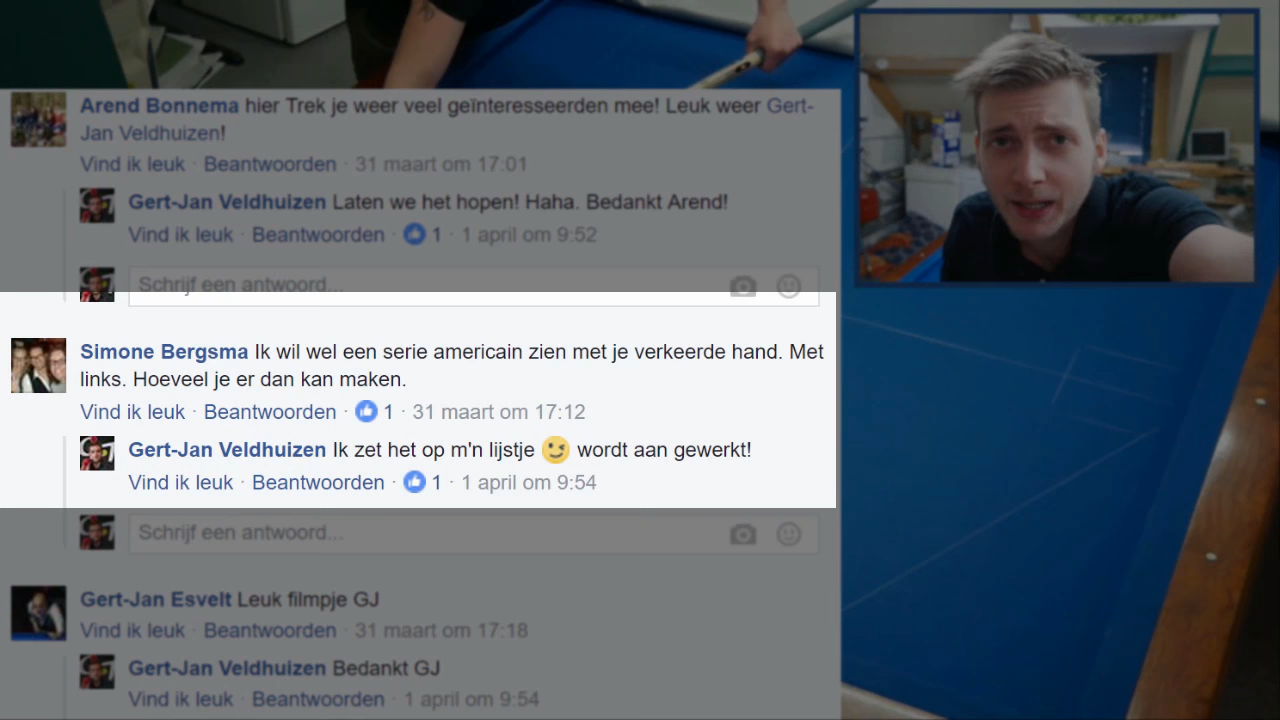 Arend Bonnema hier Trek je weer veel geïnteresseerden mee! Leuk weer Gert-
Jan Veldhuizen!
Vind ik leuk · Beantwoorden · 31 maart om 17:01
Gert-Jan Veldhuizen Laten we het hopen! Haha. Bedankt Arend!
Vind ik leuk · Beantwoorden · 1 · 1 april om 9:52
Schrijf een antwoord...
Simone Bergsma Ik wil wel een serie americain zien met je verkeerde hand. Met
links. Hoeveel je er dan kan maken.
Vind ik leuk · Beantwoorden · 1 · 31 maart om 17:12
Gert-Jan Veldhuizen Ik zet het op m'n lijstje 😉 wordt aan gewerkt!
Vind ik leuk · Beantwoorden · 1 · 1 april om 9:54
Schrijf een antwoord...
Gert-Jan Esvelt Leuk filmpje GJ
Vind ik leuk · Beantwoorden · 31 maart om 17:18
Gert-Jan Veldhuizen Bedankt GJ
Vind ik leuk · Beantwoorden · 1 april om 9:54